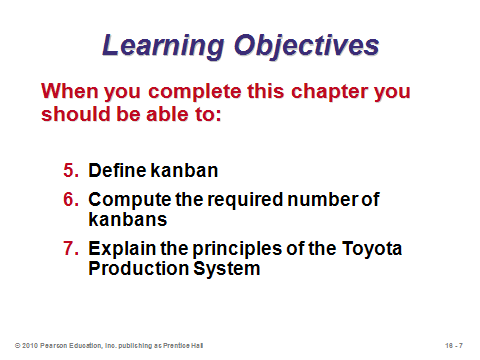 Learning Objectives
When you complete this chapter you
should be able to:
5. Define kanban
6. Compute the required number of
kanbans
7. Explain the principles of the Toyota
Production System
© 2010 Pearson Education, Inc. publishing as Prentice Hall
16 - 7